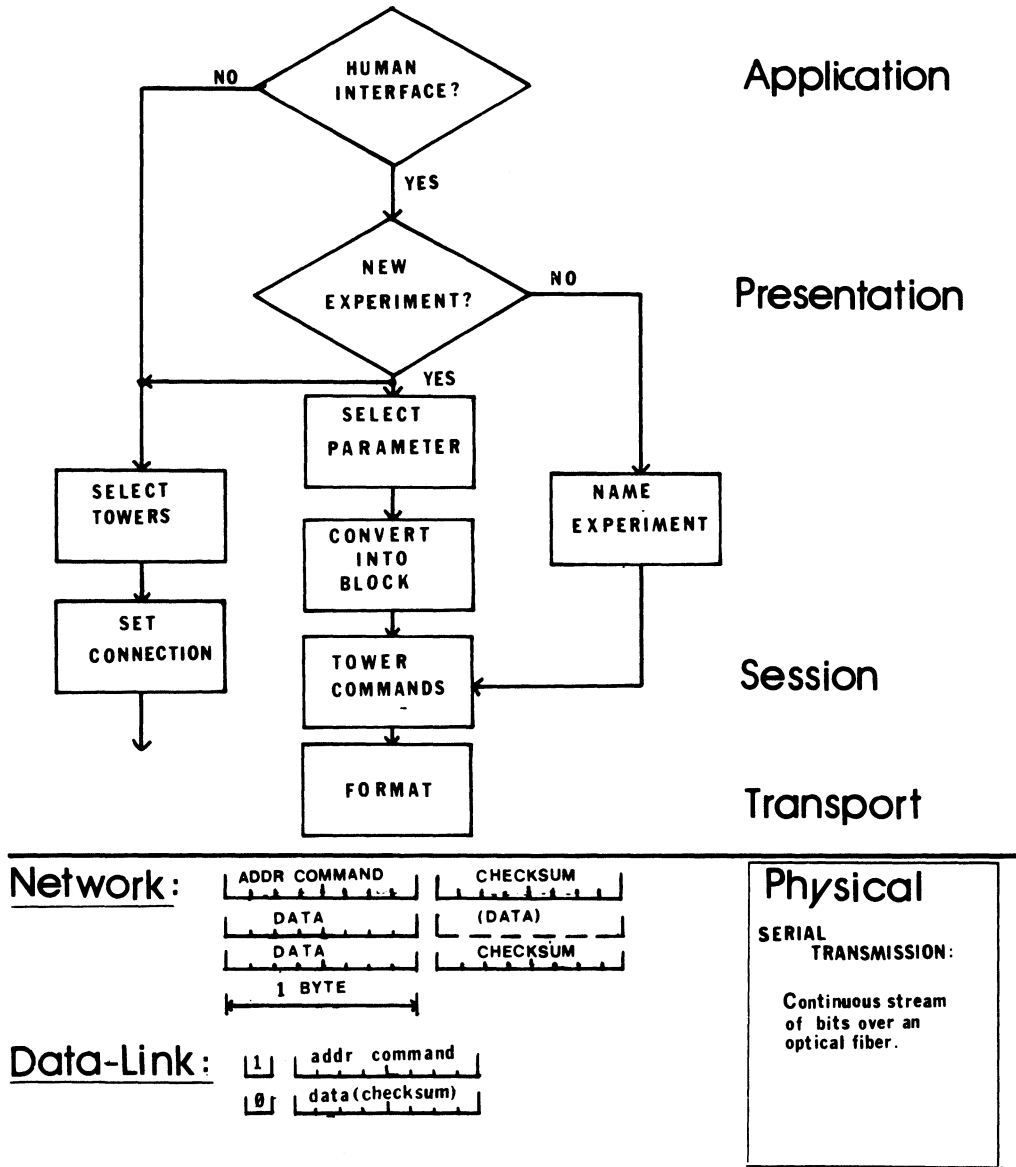 HUMAN
INTERFACE?
NO
Application
YES
NEW
EXPERIMENT?
NO
Presentation
YES
SELECT
PARAMETER
SELECT
TOWERS
NAME
EXPERIMENT
CONVERT
INTO
BLOCK
SET
CONNECTION
TOWER
COMMANDS
Session
FORMAT
Transport
Network:
ADDR COMMAND CHECKSUM
DATA (DATA)
DATA CHECKSUM
1 BYTE
Data-Link:
1 addr command
0 data(checksum)
Physical
SERIAL
TRANSMISSION:
Continuous stream
of bits over an
optical fiber.